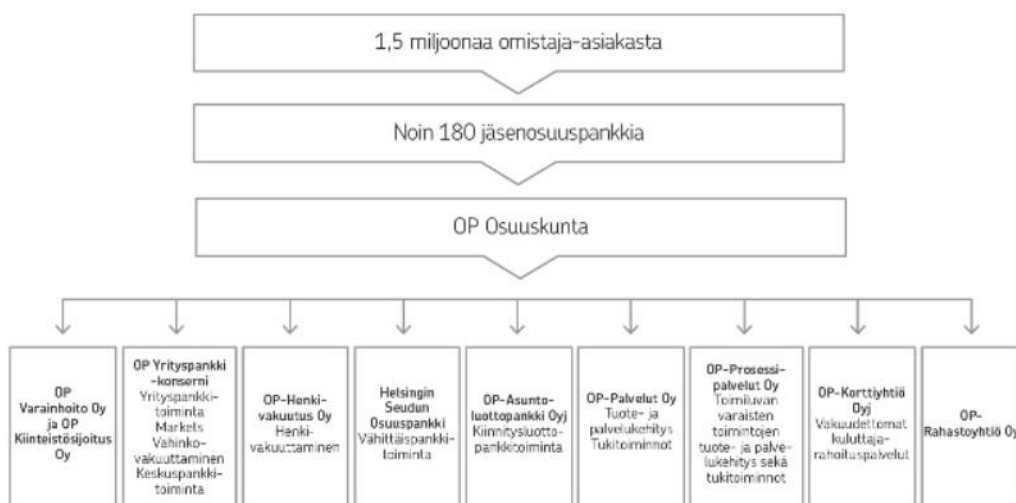 1,5 miljoonaa omistaja-asiakasta
Noin 180 jäsenosuuspankkia
OP Osuuskunta
OP
Varainhoito Oy
ja OP
Kiinteistösijoitus
Oy
OP Yrityspankki
-konserni
Yrityspankki-
toiminta
Markets
Vahinko-
vakuuttaminen
Keskuspankki-
toiminta
OP-Henki-
vakuutus Oy
Henki-
vakuuttaminen
Helsingin
Seudun
Osuuspankki
Vähittäispankki-
toiminta
OP-Asunto-
luottopankki Oyj
Kiinnitysluotto-
pankkitoiminta
OP-Palvelut Oy
Tuote- ja
palvelukehitys
Tukitoiminnot
OP-Prosessi-
palvelut Oy
Toimiluvan
varaisten
toimintojen
tuote- ja palve-
lukehitys sekä
tukitoiminnot
OP-Korttiyhtiö
Oyj
Vakuudettomat
kuluttaja-
rahoituspalvelut
OP-
Rahastoyhtiö Oy